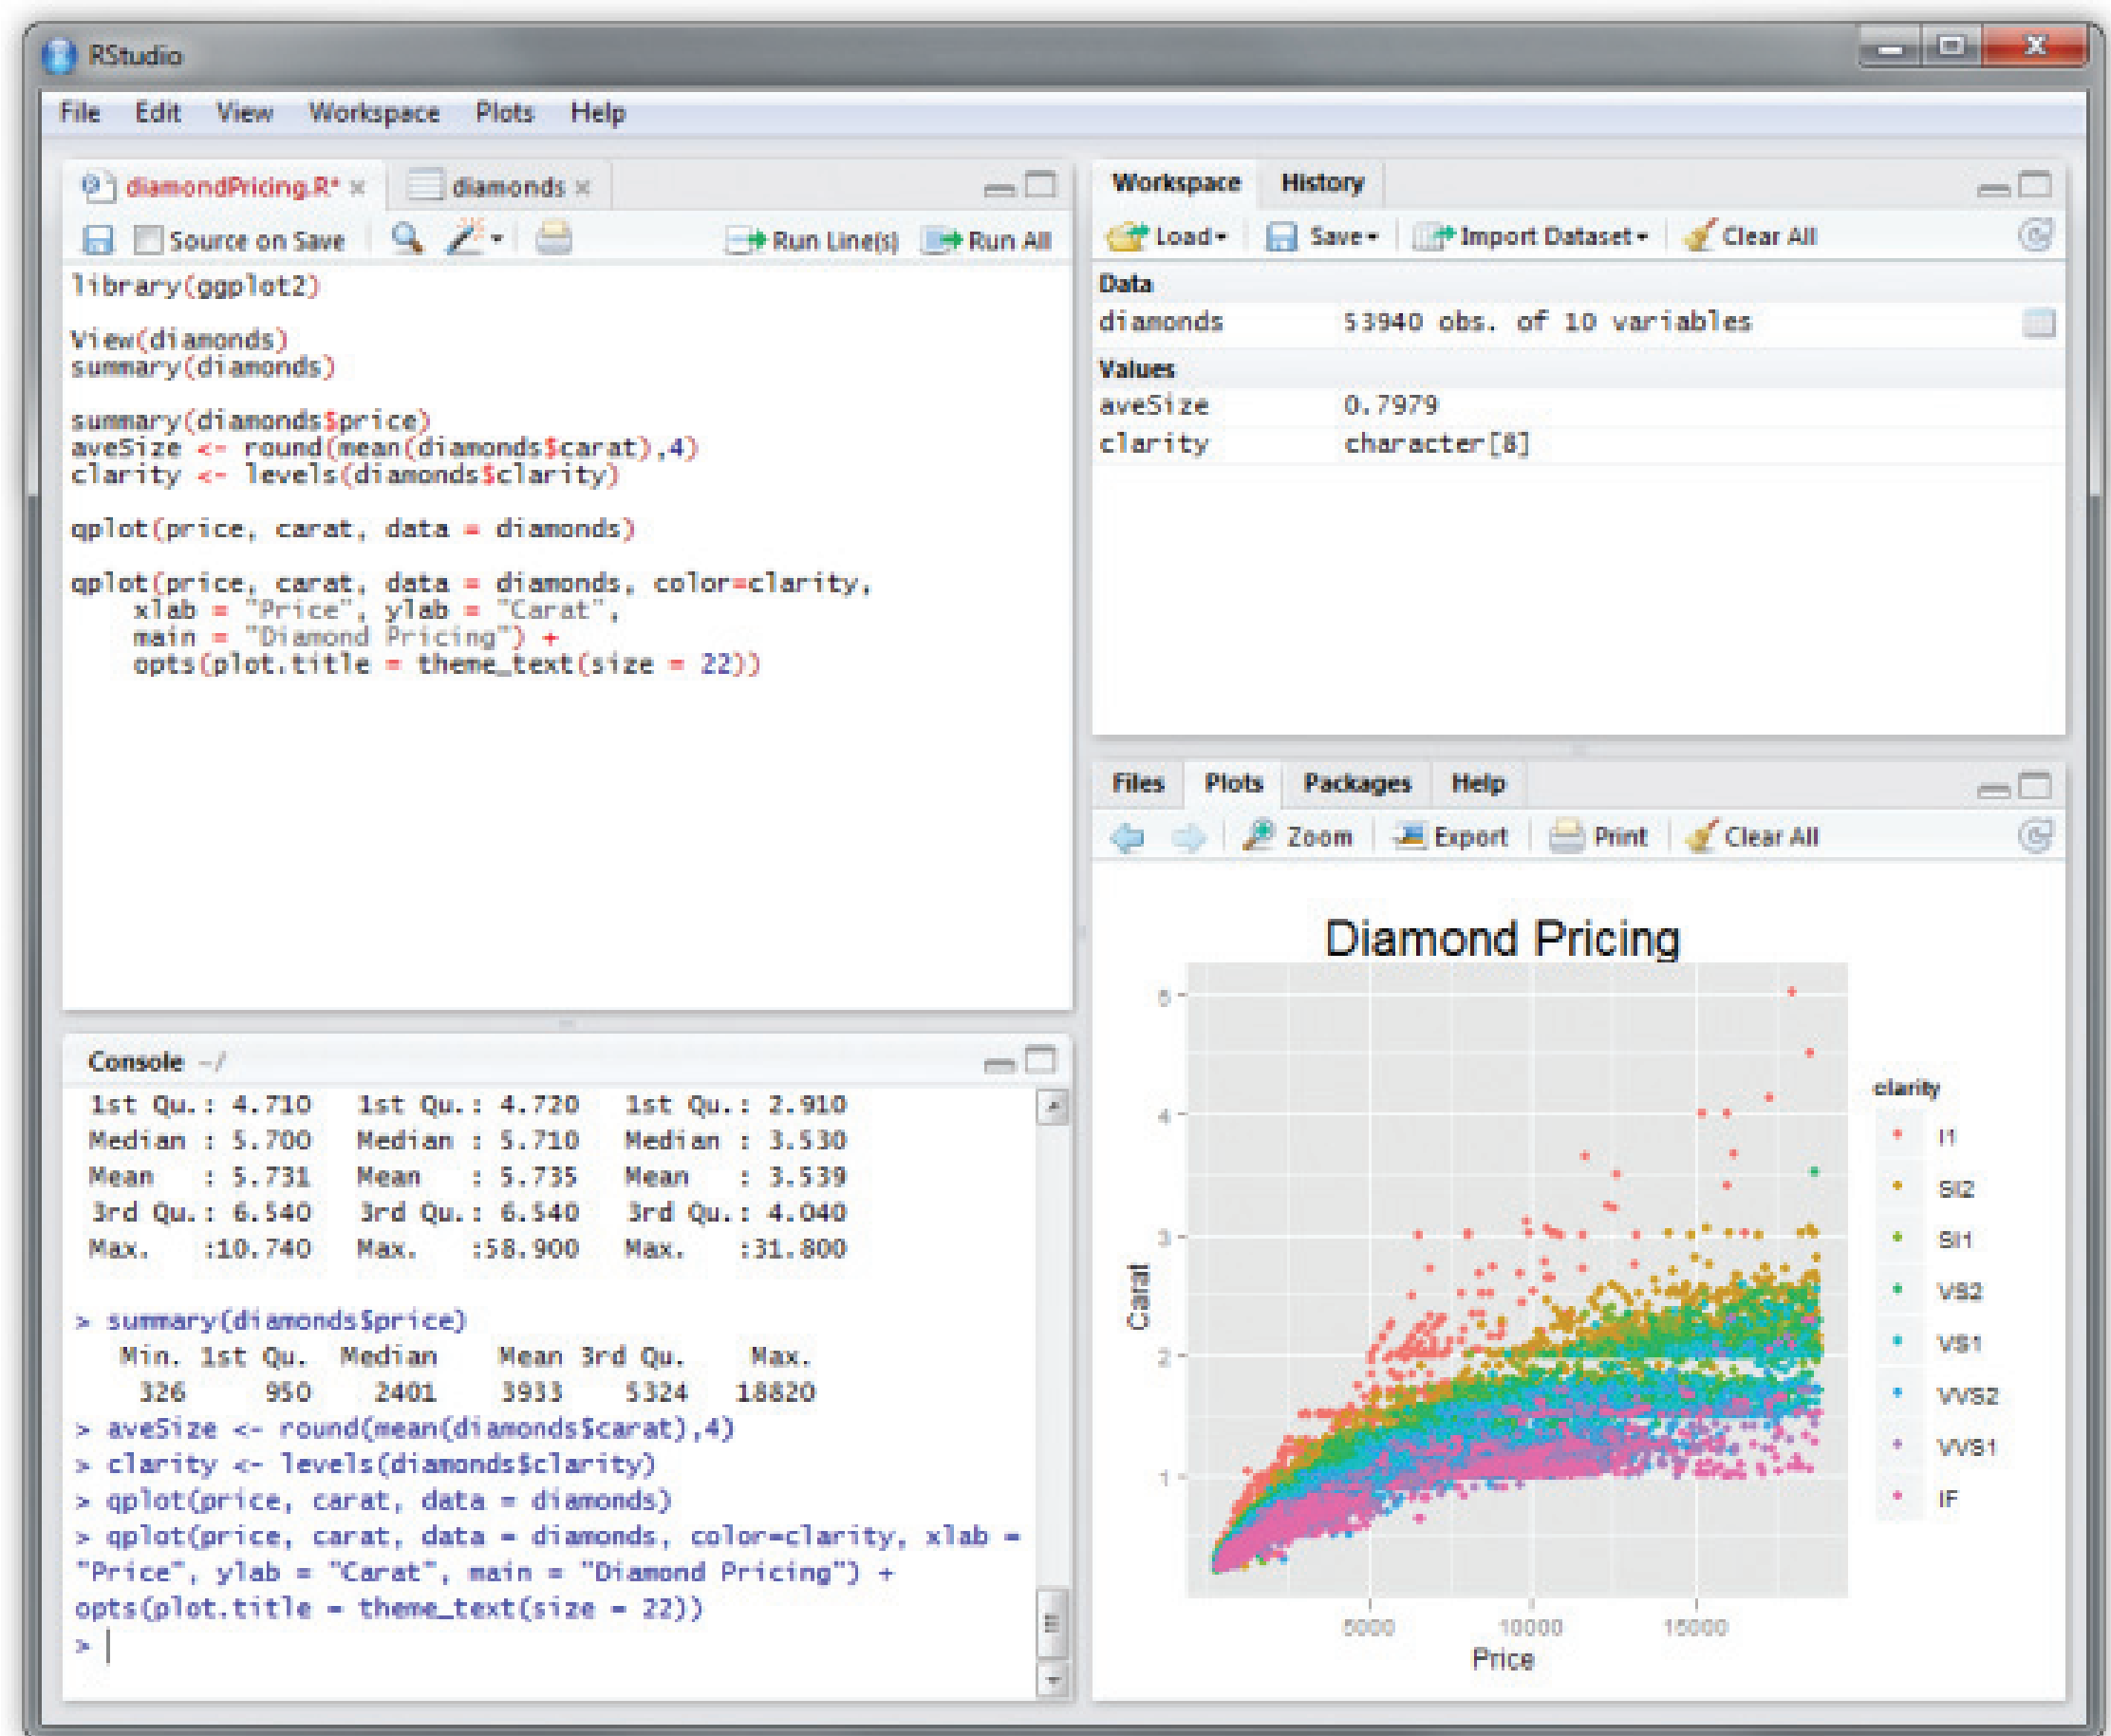 RStudio
File Edit View Workspace Plots Help
diamondPricing.R* diamonds
Source on Save Run Line(s) Run All
library(ggplot2)
View(diamonds)
summary(diamonds)
summary(diamonds$price)
aveSize <- round(mean(diamonds$carat),4)
clarity <- levels(diamonds$clarity)
qplot(price, carat, data = diamonds)
qplot(price, carat, data = diamonds, color=clarity,
xlab = "Price", ylab = "Carat",
main = "Diamond Pricing") +
opts(plot.title = theme_text(size = 22))
Console ~/
1st Qu.: 4.710 1st Qu.: 4.720 1st Qu.: 2.910
Median : 5.700 Median : 5.710 Median : 3.530
Mean : 5.731 Mean : 5.735 Mean : 3.539
3rd Qu.: 6.540 3rd Qu.: 6.540 3rd Qu.: 4.040
Max. :10.740 Max. :58.900 Max. :31.800
> summary(diamonds$price)
Min. 1st Qu. Median Mean 3rd Qu. Max.
326 950 2401 3933 5324 18820
> aveSize <- round(mean(diamonds$carat),4)
> clarity <- levels(diamonds$clarity)
> qplot(price, carat, data = diamonds)
> qplot(price, carat, data = diamonds, color=clarity, xlab =
"Price", ylab = "Carat", main = "Diamond Pricing") +
opts(plot.title = theme_text(size = 22))
>
Workspace History
Load Save Import Dataset Clear All
Data
diamonds 53940 obs. of 10 variables
Values
aveSize 0.7979
clarity character[8]
Files Plots Packages Help
Zoom Export Print Clear All
Diamond Pricing
5
4
3
2
1
Carat
5000 10000 15000
Price
clarity
I1
SI2
SI1
VS2
VS1
VVS2
VVS1
IF